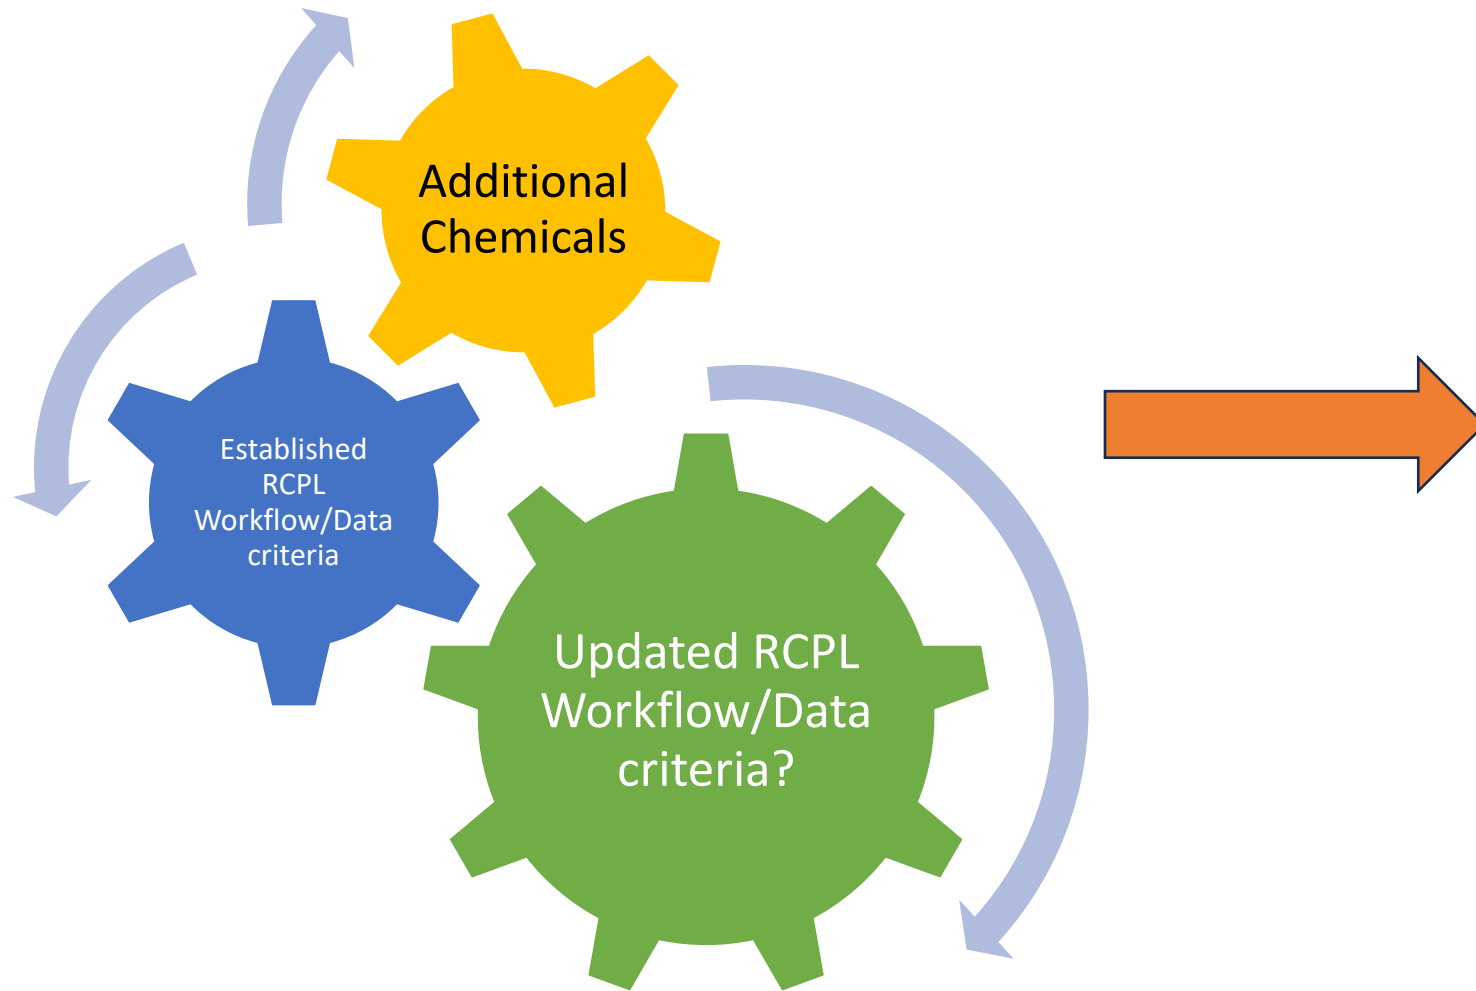 Additional
Chemicals
Established
RCPL
Workflow/Data
criteria
Updated RCPL
Workflow/Data
criteria?